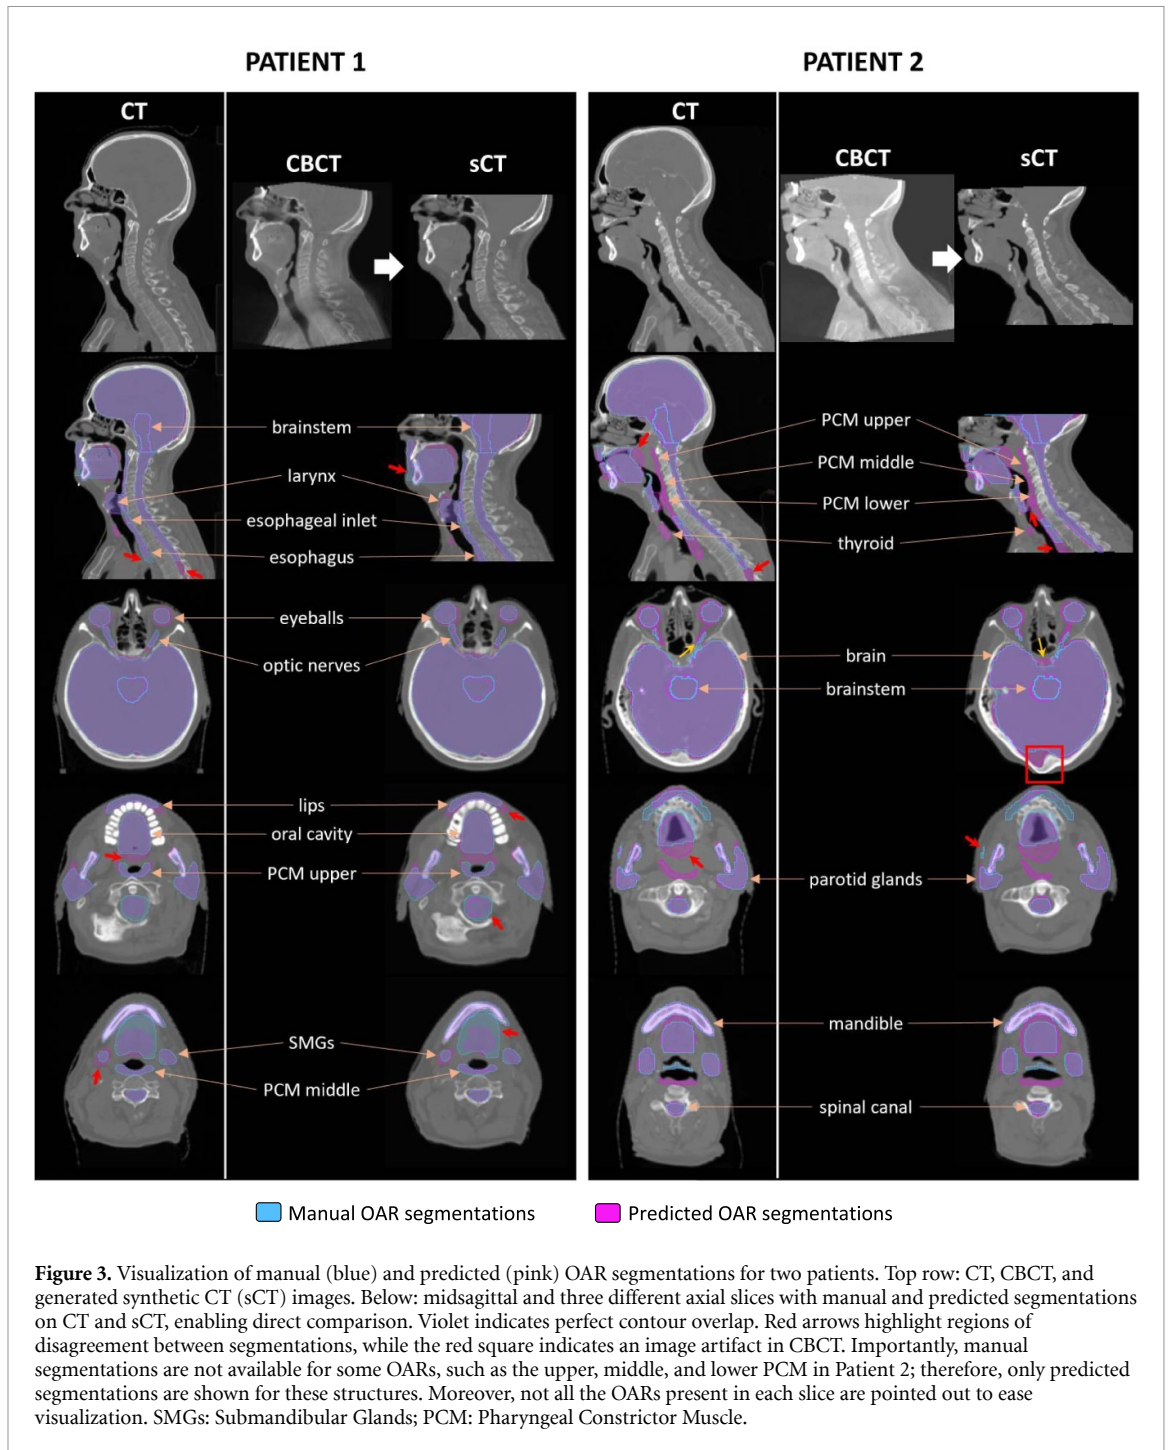 PATIENT 1
PATIENT 2
CT
CBCT
sCT
CT
CBCT
sCT
brainstem
larynx
esophageal inlet
esophagus
eyeballs
optic nerves
lips
oral cavity
PCM upper
SMGs
PCM middle
PCM upper
PCM middle
PCM lower
thyroid
brain
brainstem
parotid glands
mandible
spinal canal
Manual OAR segmentations
Predicted OAR segmentations
Figure 3. Visualization of manual (blue) and predicted (pink) OAR segmentations for two patients. Top row: CT, CBCT, and
generated synthetic CT (sCT) images. Below: midsagittal and three different axial slices with manual and predicted segmentations
on CT and sCT, enabling direct comparison. Violet indicates perfect contour overlap. Red arrows highlight regions of
disagreement between segmentations, while the red square indicates an image artifact in CBCT. Importantly, manual
segmentations are not available for some OARs, such as the upper, middle, and lower PCM in Patient 2; therefore, only predicted
segmentations are shown for these structures. Moreover, not all the OARs present in each slice are pointed out to ease
visualization. SMGs: Submandibular Glands; PCM: Pharyngeal Constrictor Muscle.